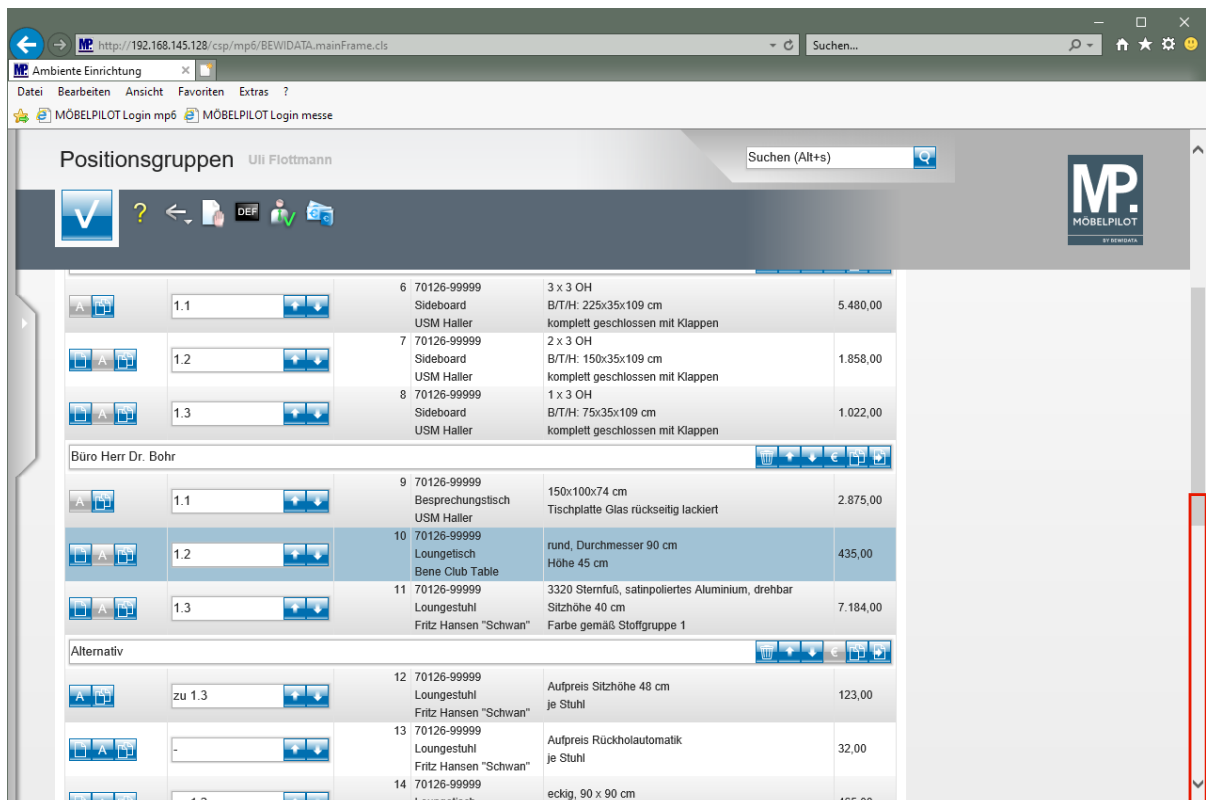 http://192.168.145.128/csp/mp6/BEWIDATA.mainFrame.cls
Suchen...
MP. Ambiente Einrichtung
Datei Bearbeiten Ansicht Favoriten Extras ?
MÖBELPILOT Login mp6 MÖBELPILOT Login messe
Positionsgruppen Uli Flottmann
Suchen (Alt+s)
MP.
MÖBELPILOT
BY BEWIDATA
? DEF
6 70126-99999 3 x 3 OH
A 1.1 Sideboard B/T/H: 225x35x109 cm 5.480,00
USM Haller komplett geschlossen mit Klappen
7 70126-99999 2 x 3 OH
A 1.2 Sideboard B/T/H: 150x35x109 cm 1.858,00
USM Haller komplett geschlossen mit Klappen
8 70126-99999 1 x 3 OH
A 1.3 Sideboard B/T/H: 75x35x109 cm 1.022,00
USM Haller komplett geschlossen mit Klappen
Büro Herr Dr. Bohr €
9 70126-99999 150x100x74 cm
A 1.1 Besprechungstisch 2.875,00
USM Haller Tischplatte Glas rückseitig lackiert
10 70126-99999 rund, Durchmesser 90 cm
A 1.2 Loungetisch 435,00
Bene Club Table Höhe 45 cm
11 70126-99999 3320 Sternfuß, satinpoliertes Aluminium, drehbar
A 1.3 Loungestuhl Sitzhöhe 40 cm 7.184,00
Fritz Hansen "Schwan" Farbe gemäß Stoffgruppe 1
Alternativ €
12 70126-99999 Aufpreis Sitzhöhe 48 cm
A zu 1.3 Loungestuhl 123,00
Fritz Hansen "Schwan" je Stuhl
13 70126-99999 Aufpreis Rückholautomatik
A - Loungestuhl 32,00
Fritz Hansen "Schwan" je Stuhl
14 70126-99999 eckig, 90 x 90 cm